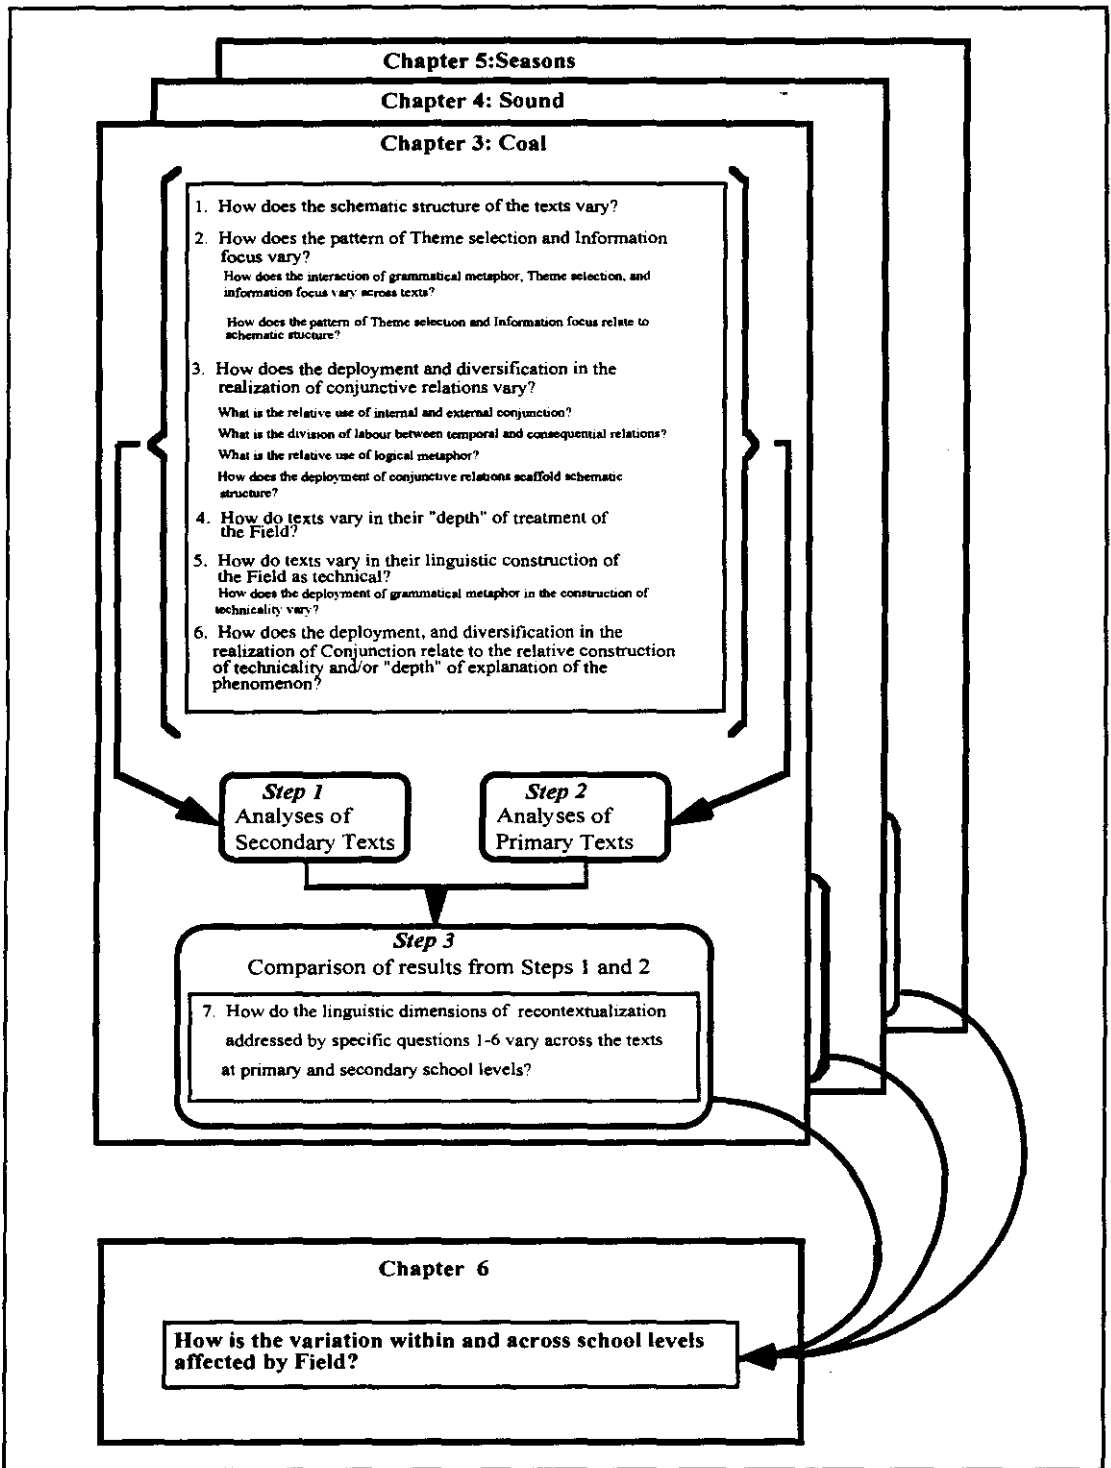 Chapter 5:Seasons
Chapter 4: Sound
Chapter 3: Coal
1. How does the schematic structure of the texts vary?
2. How does the pattern of Theme selection and Information
focus vary?
How does the interaction of grammatical metaphor, Theme selection, and
information focus vary across texts?
How does the pattern of Theme selection and Information focus relate to
schematic stucture?
3. How does the deployment and diversification in the
realization of conjunctive relations vary?
What is the relative use of internal and external conjunction?
What is the division of labour between temporal and consequential relations?
What is the relative use of logical metaphor?
How does the deployment of conjunctive relations scaffold schematic
structure?
4. How do texts vary in their "depth" of treatment of
the Field?
5. How do texts vary in their linguistic construction of
the Field as technical?
How does the deployment of grammatical metaphor in the construction of
technicality vary?
6. How does the deployment, and diversification in the
realization of Conjunction relate to the relative construction
of technicality and/or "depth" of explanation of the
phenomenon?
Step 1
Analyses of
Secondary Texts
Step 2
Analyses of
Primary Texts
Step 3
Comparison of results from Steps 1 and 2
7. How do the linguistic dimensions of recontextualization
addressed by specific questions 1-6 vary across the texts
at primary and secondary school levels?
Chapter 6
How is the variation within and across school levels
affected by Field?